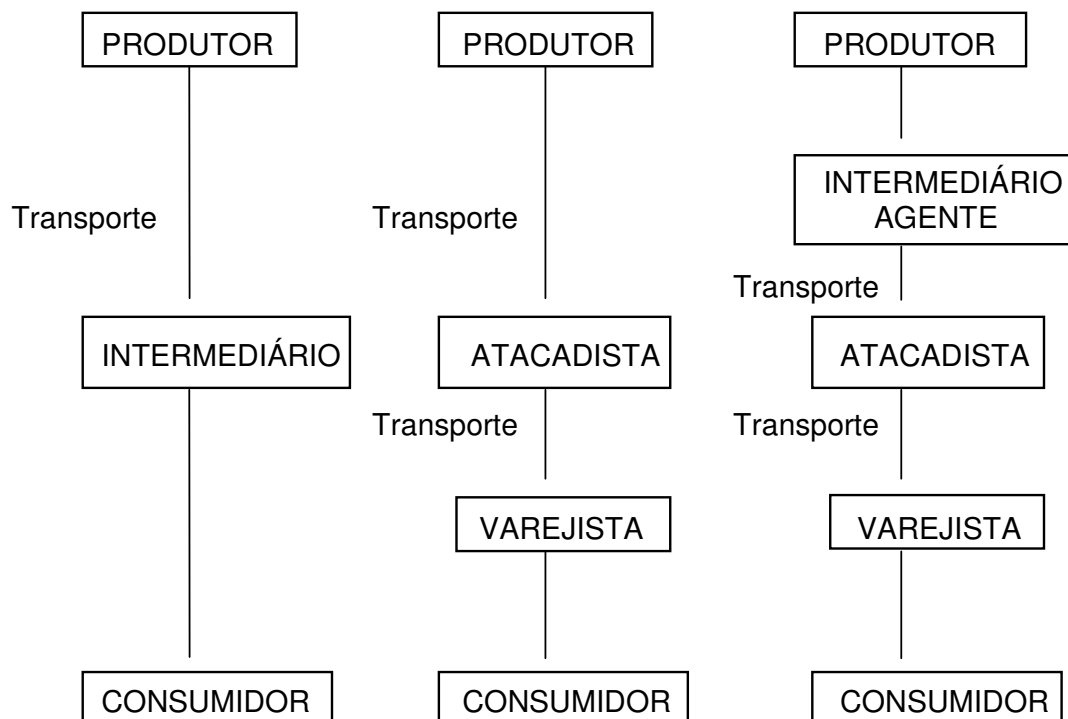 PRODUTOR
PRODUTOR
PRODUTOR
INTERMEDIÁRIO
AGENTE
Transporte
Transporte
Transporte
INTERMEDIÁRIO
ATACADISTA
ATACADISTA
Transporte
Transporte
VAREJISTA
VAREJISTA
CONSUMIDOR
CONSUMIDOR
CONSUMIDOR